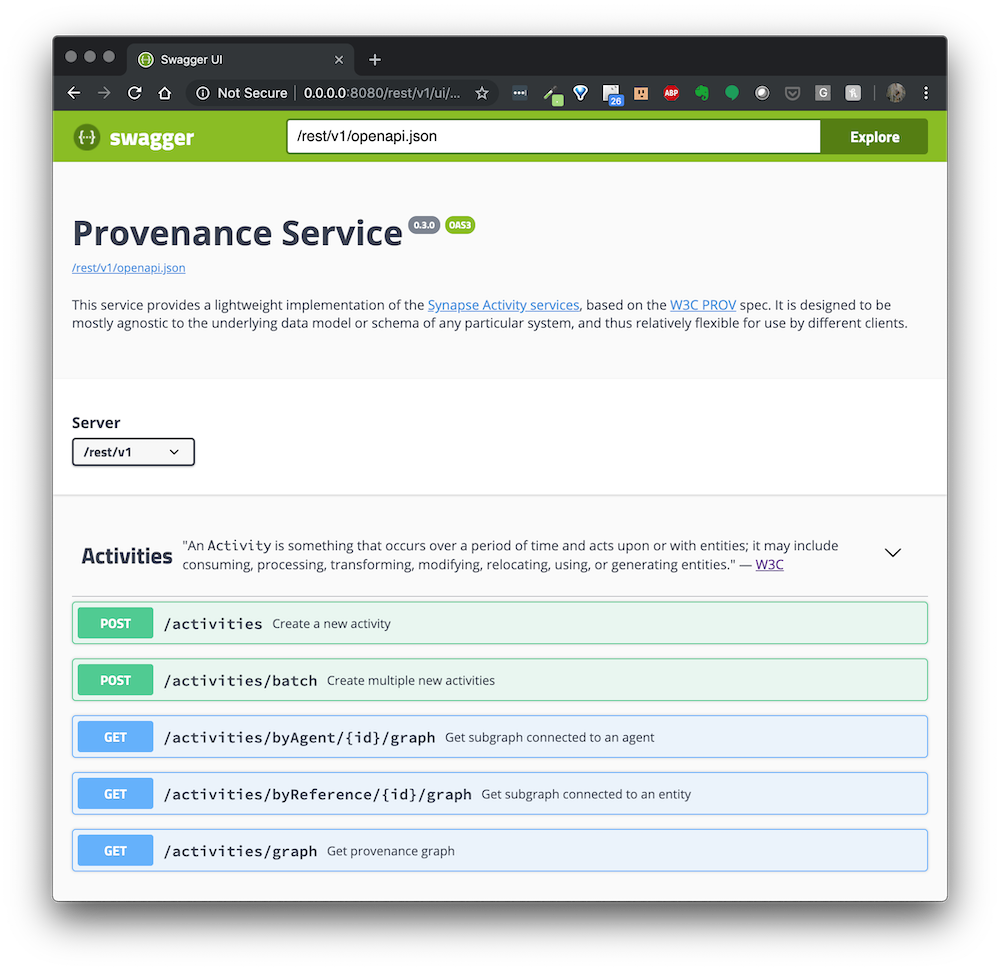 Swagger UI
Not Secure
0.0.0.0:8080/rest/v1/ui/...
26
ABP
G
swagger
/rest/v1/openapi.json
Explore
Provenance Service 0.3.0 OAS3
/rest/v1/openapi.json
This service provides a lightweight implementation of the Synapse Activity services, based on the W3C PROV spec. It is designed to be
mostly agnostic to the underlying data model or schema of any particular system, and thus relatively flexible for use by different clients.
Server
/rest/v1
Activities
"An Activity is something that occurs over a period of time and acts upon or with entities; it may include
consuming, processing, transforming, modifying, relocating, using, or generating entities." — W3C
POST /activities Create a new activity
POST /activities/batch Create multiple new activities
GET /activities/byAgent/{id}/graph Get subgraph connected to an agent
GET /activities/byReference/{id}/graph Get subgraph connected to an entity
GET /activities/graph Get provenance graph